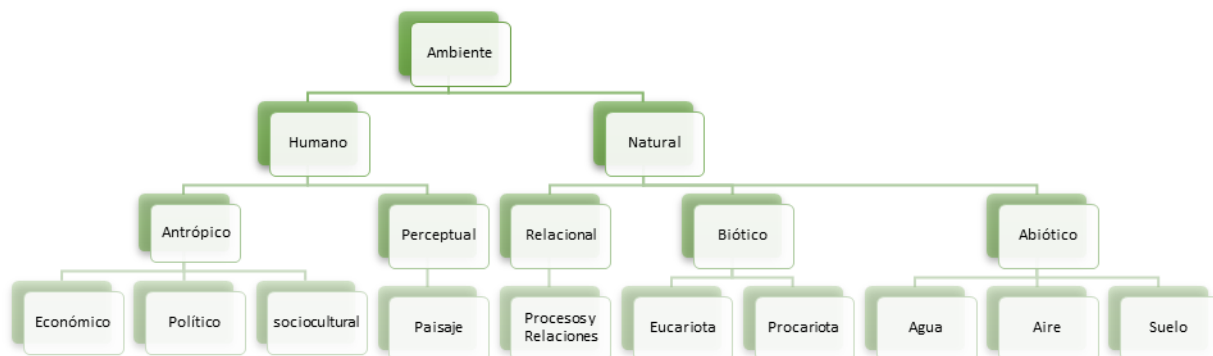 Ambiente
Humano
Natural
Antrópico
Perceptual
Relacional
Biótico
Abiótico
Económico
Político
sociocultural
Paisaje
Procesos y
Relaciones
Eucariota
Procariota
Agua
Aire
Suelo